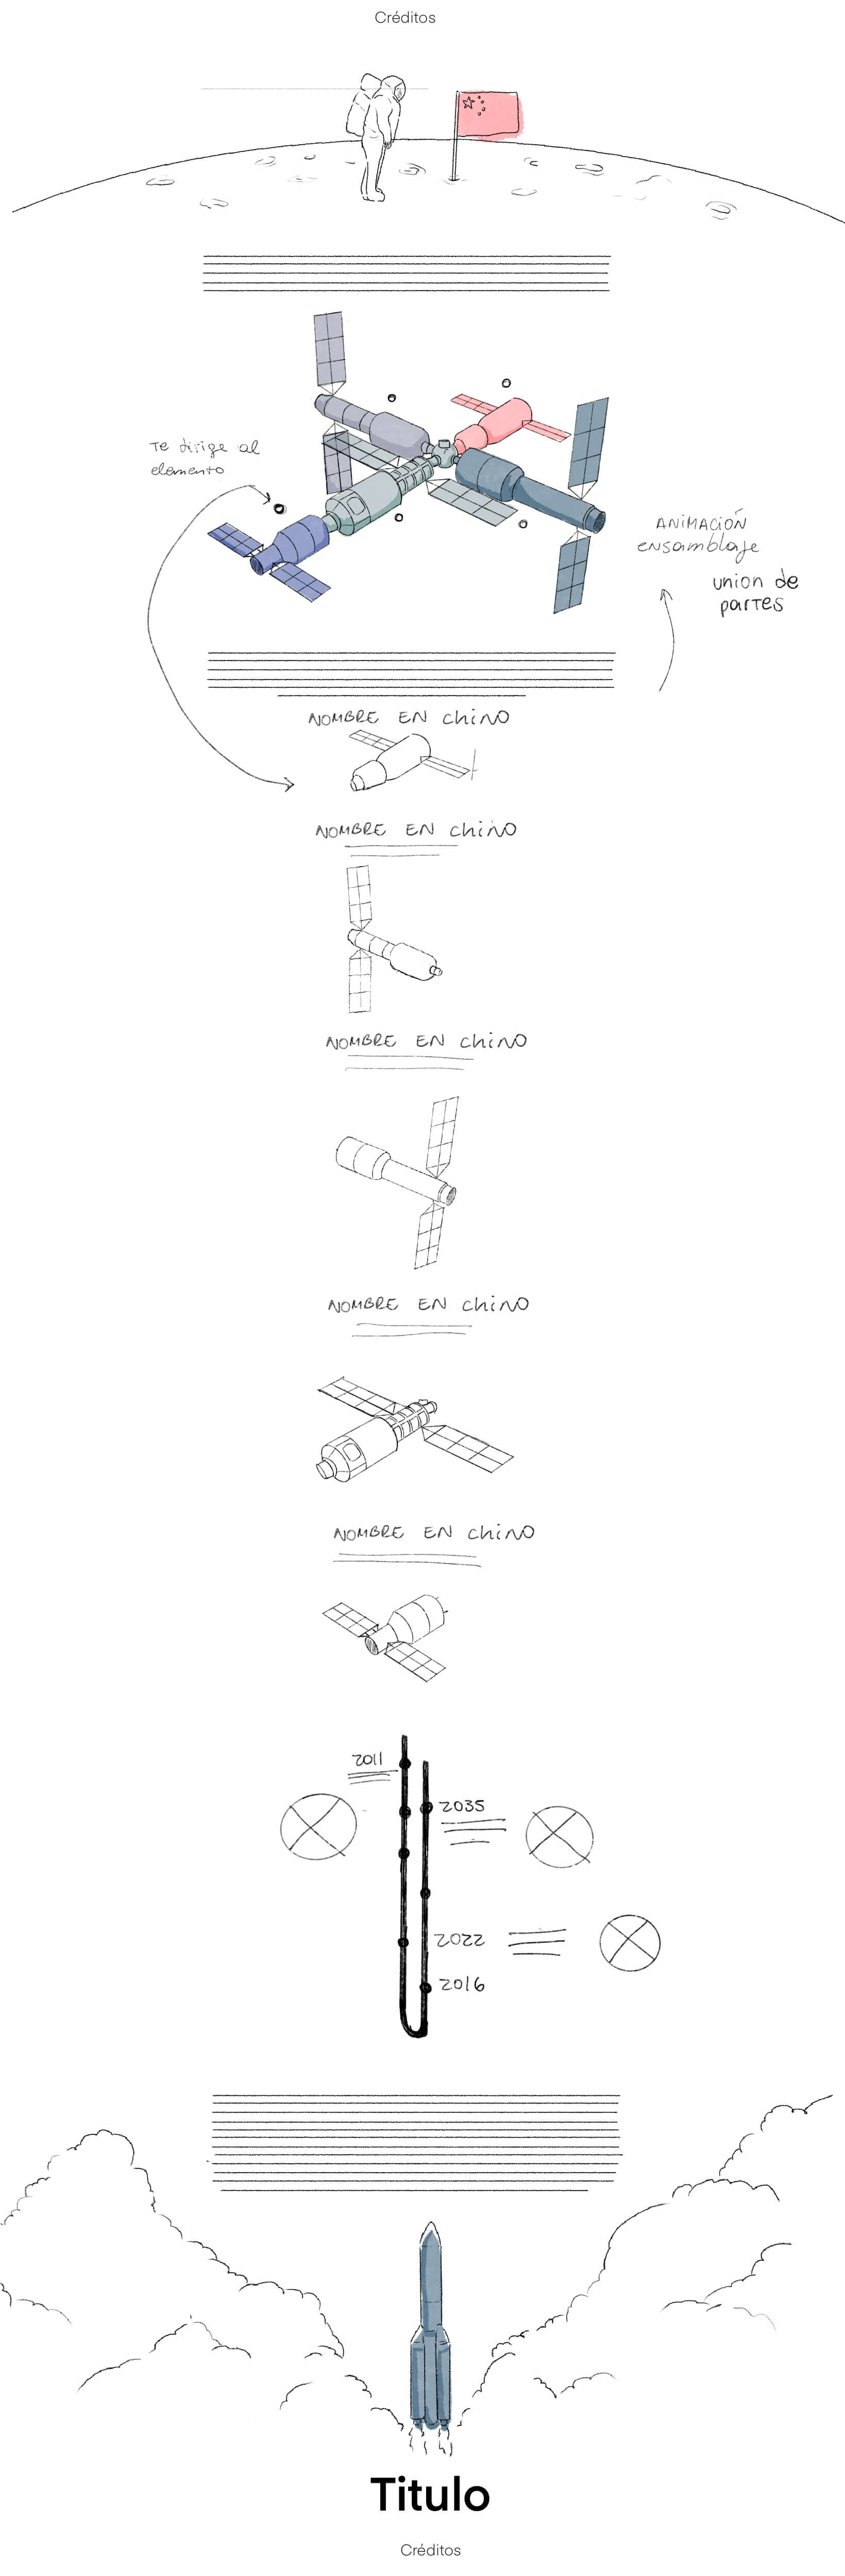 Créditos
Te dirige al
elemento
ANIMACIÓN
ensamblaje
union de
partes
NOMBRE EN chino
NOMBRE EN chino
NOMBRE EN chino
NOMBRE EN chino
NOMBRE EN chino
2011
2035
2022
2016
Titulo
Créditos